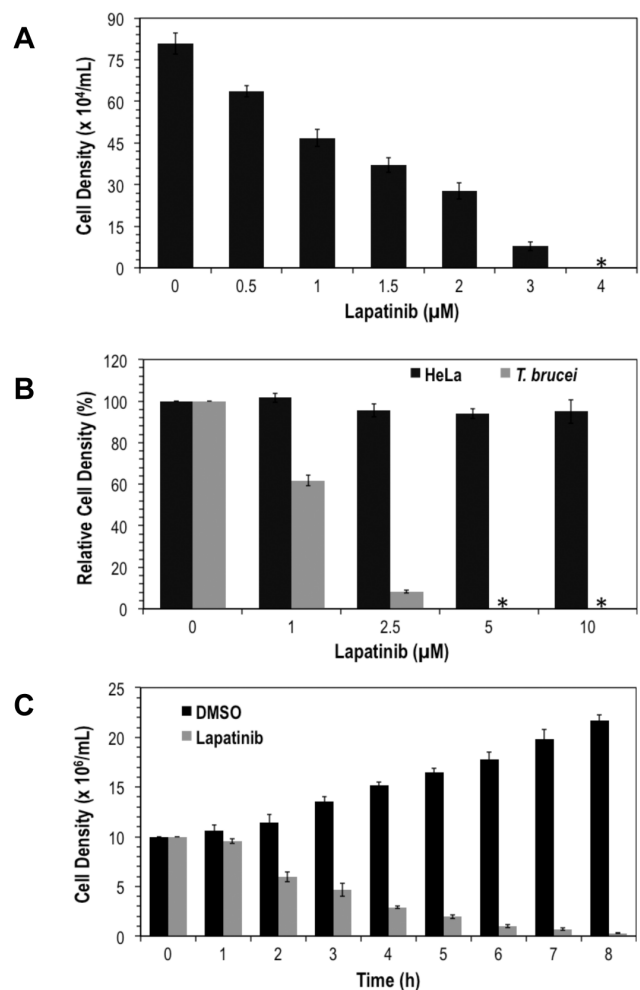 A
Cell Density (x 10⁴/mL)
90
75
60
45
30
15
0
*
0 0.5 1 1.5 2 3 4
Lapatinib (µM)
B
Relative Cell Density (%)
120
100
80
60
40
20
0
HeLa T. brucei
* *
0 1 2.5 5 10
Lapatinib (µM)
C
Cell Density (x 10⁶/mL)
25
20
15
10
5
0
DMSO
Lapatinib
0 1 2 3 4 5 6 7 8
Time (h)